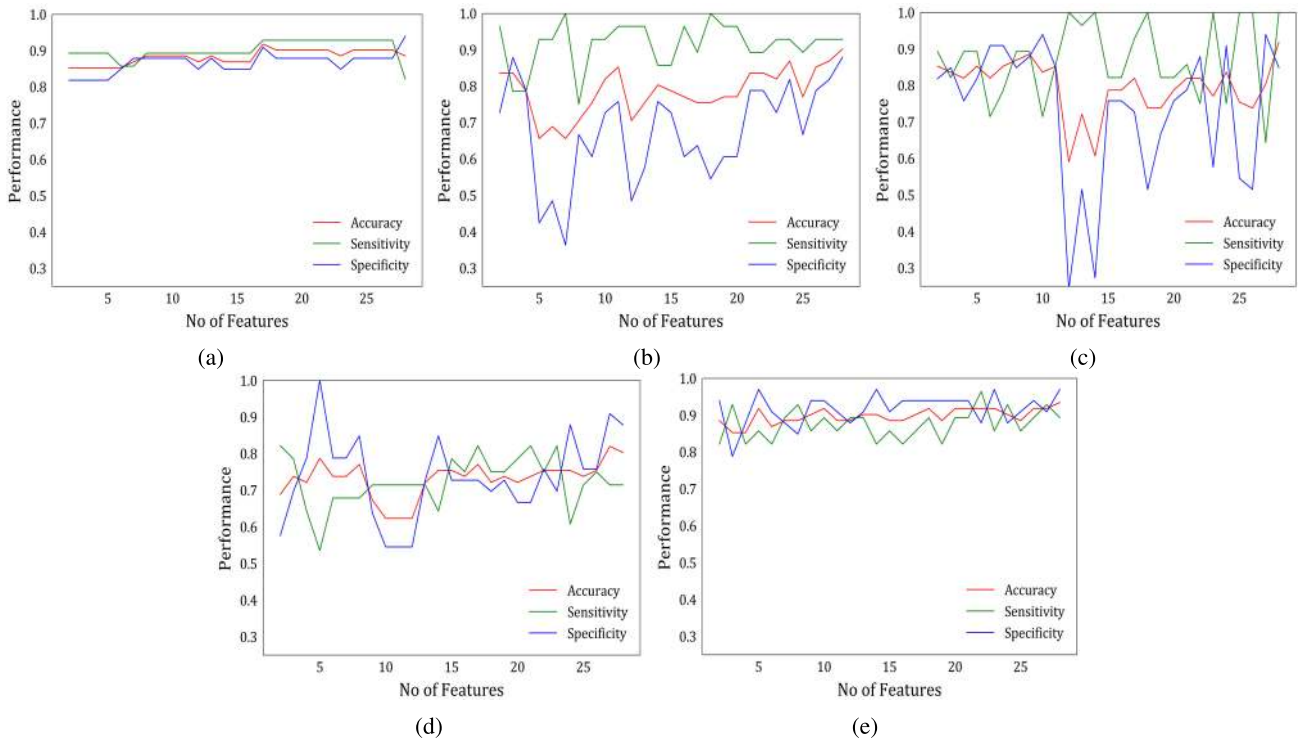 1.0
0.9
0.8
0.7
0.6
0.5
0.4
0.3
Performance
Accuracy
Sensitivity
Specificity
5 10 15 20 25
No of Features
(a)
1.0
0.9
0.8
0.7
0.6
0.5
0.4
0.3
Performance
Accuracy
Sensitivity
Specificity
5 10 15 20 25
No of Features
(b)
1.0
0.9
0.8
0.7
0.6
0.5
0.4
0.3
Performance
Accuracy
Sensitivity
Specificity
5 10 15 20 25
No of Features
(c)
1.0
0.9
0.8
0.7
0.6
0.5
0.4
0.3
Performance
Accuracy
Sensitivity
Specificity
5 10 15 20 25
No of Features
(d)
1.0
0.9
0.8
0.7
0.6
0.5
0.4
0.3
Performance
Accuracy
Sensitivity
Specificity
5 10 15 20 25
No of Features
(e)